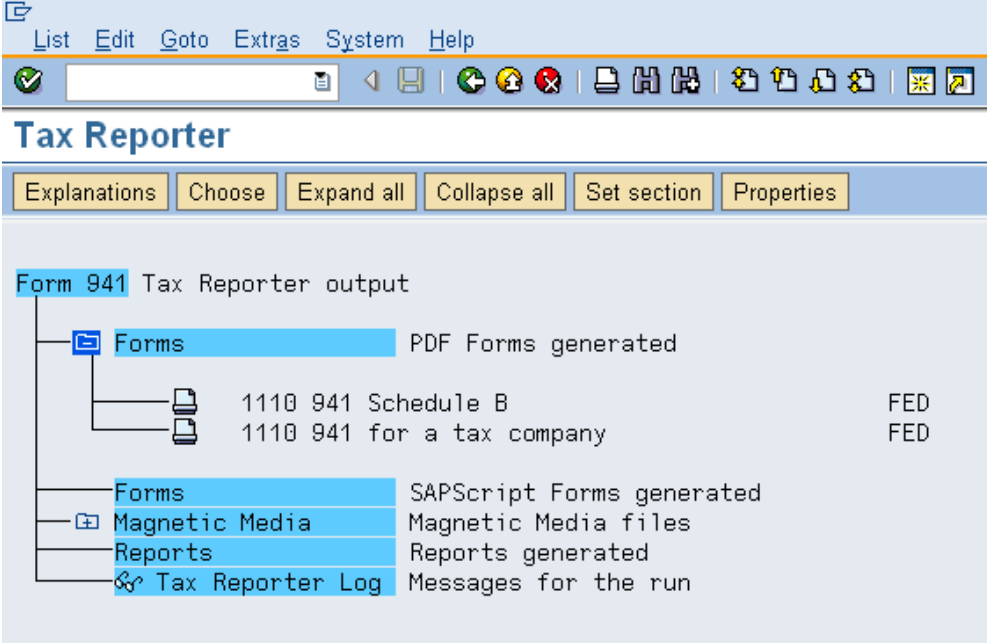 List Edit Goto Extras System Help
Tax Reporter
Explanations Choose Expand all Collapse all Set section Properties
Form 941 Tax Reporter output
Forms PDF Forms generated
1110 941 Schedule B FED
1110 941 for a tax company FED
Forms SAPScript Forms generated
Magnetic Media Magnetic Media files
Reports Reports generated
Tax Reporter Log Messages for the run